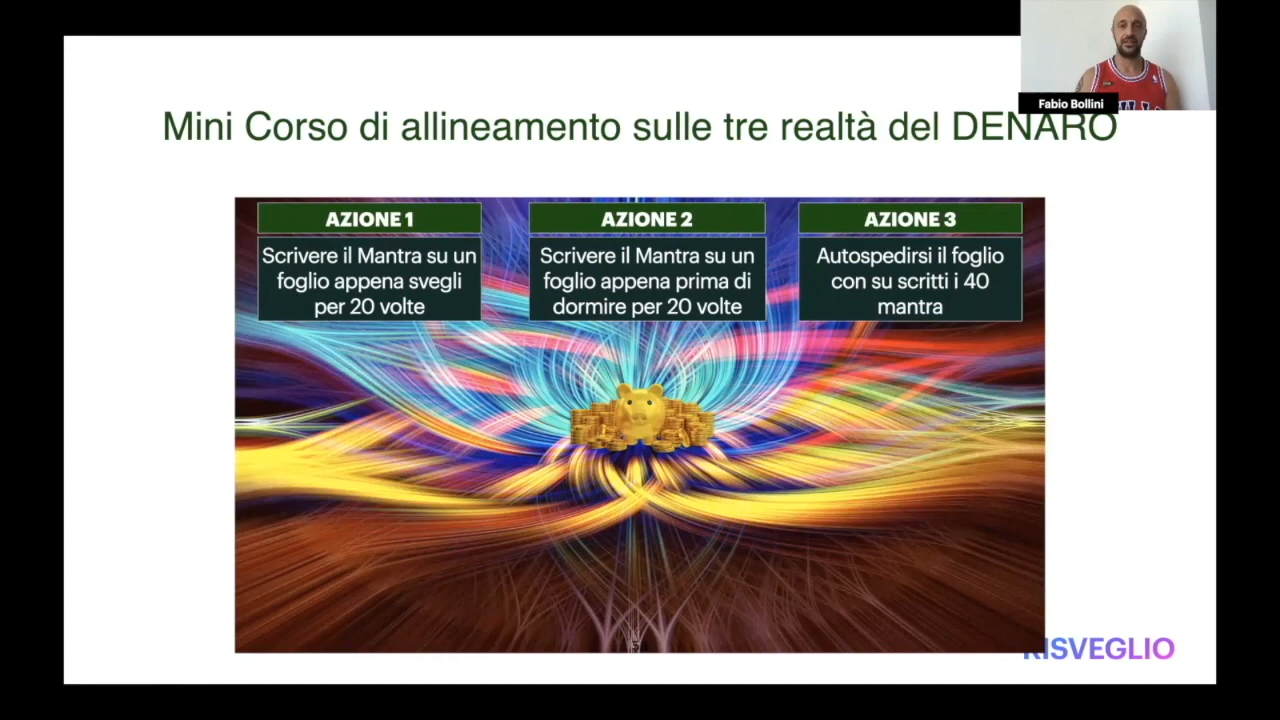 Fabio Bollini
Mini Corso di allineamento sulle tre realtà del DENARO
AZIONE 1
Scrivere il Mantra su un
foglio appena svegli
per 20 volte
AZIONE 2
Scrivere il Mantra su un
foglio appena prima di
dormire per 20 volte
AZIONE 3
Autospedirsi il foglio
con su scritti i 40
mantra
RISVEGLIO